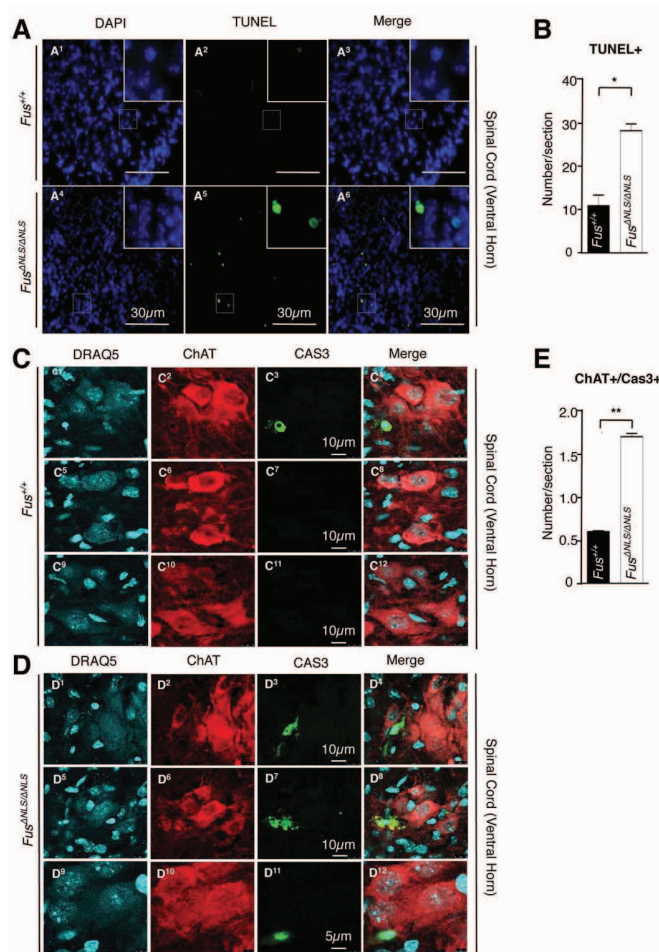 A
DAPI
TUNEL
Merge
A1
A2
A3
Fus+/+
A4
A5
A6
FusΔNLS/ΔNLS
30µm
30µm
30µm
Spinal Cord (Ventral Horn)
B
TUNEL+
*
40
30
20
10
0
Number/section
Fus+/+
FusΔNLS/ΔNLS
C
DRAQ5
ChAT
CAS3
Merge
C1
C2
C3
C4
10µm
C5
C6
C7
C8
10µm
C9
C10
C11
C12
10µm
Fus+/+
Spinal Cord (Ventral Horn)
E
ChAT+/Cas3+
**
2.0
1.5
1.0
0.5
0
Number/section
Fus+/+
FusΔNLS/ΔNLS
D
DRAQ5
ChAT
CAS3
Merge
D1
D2
D3
D4
10µm
D5
D6
D7
D8
10µm
D9
D10
D11
D12
5µm
FusΔNLS/ΔNLS
Spinal Cord (Ventral Horn)